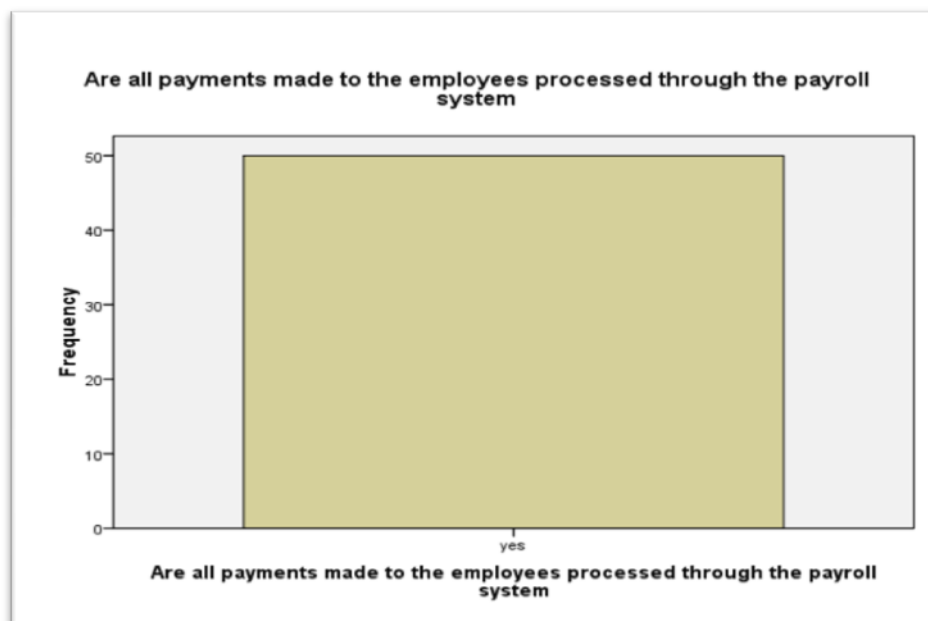 Are all payments made to the employees processed through the payroll
system
50
40
30
20
10
0
Frequency
yes
Are all payments made to the employees processed through the payroll
system